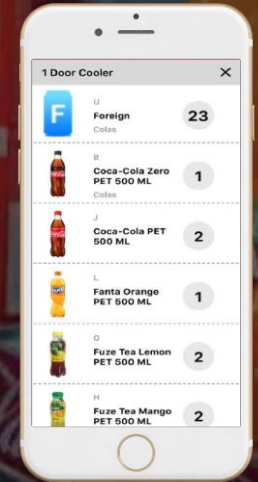 1 Door Cooler X
F
U
Foreign
Colas
23
B
Coca-Cola Zero
PET 500 ML
Colas
1
J
Coca-Cola PET
500 ML
2
L
Fanta Orange
PET 500 ML
1
G
Fuze Tea Lemon
PET 500 ML
2
H
Fuze Tea Mango
PET 500 ML
2